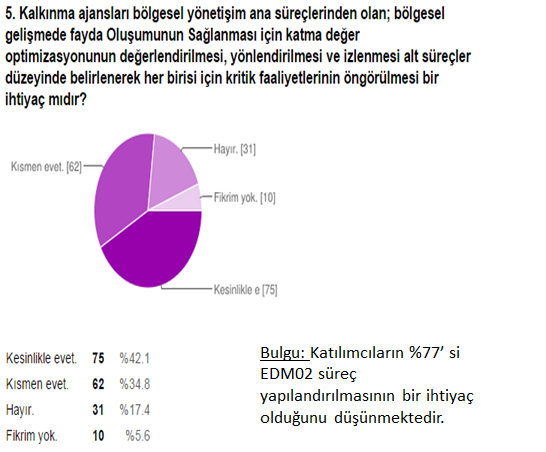 5. Kalkınma ajansları bölgesel yönetişim ana süreçlerinden olan; bölgesel
gelişmede fayda Oluşumunun Sağlanması için katma değer
optimizasyonunun değerlendirilmesi, yönlendirilmesi ve izlenmesi alt süreçler
düzeyinde belirlenerek her birisi için kritik faaliyetlerinin öngörülmesi bir
ihtiyaç mıdır?
Hayır. [31]
Kısmen evet. [62]
Fikrim yok. [10]
Kesinlikle e [75]
Kesinlikle evet. 75 %42.1
Kısmen evet. 62 %34.8
Hayır. 31 %17.4
Fikrim yok. 10 %5.6
Bulgu: Katılımcıların %77’ si
EDM02 süreç
yapılandırılmasının bir ihtiyaç
olduğunu düşünmektedir.